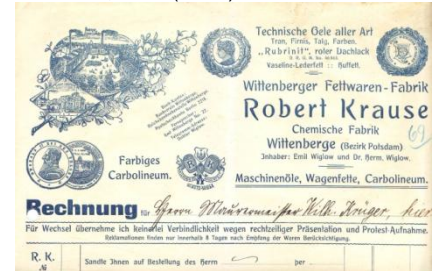 Technische Oele aller Art
Tran, Firnis, Talg, Farben.
„Rubrinit", roter Dachlack
Vaseline-Lederfett :: Huffett.
Wittenberger Fettwaren-Fabrik
Robert Krause
Chemische Fabrik
Wittenberge (Bezirk Potsdam)
Inhaber: Emil Wiglow und Dr. Herm. Wiglow.
69
Farbiges
Carbolineum.
Maschinenöle, Wagenfette, Carbolineum.
Rechnung für Herrn Maurermeister Wilh. Krüger, hier
Für Wechsel übernehme ich keinerlei Verbindlichkeit wegen rechtzeitiger Präsentation und Protest-Aufnahme.
Reklamationen finden nur innerhalb 8 Tagen nach Empfang der Waren Berücksichtigung.
R. K.
Sandte Ihnen auf Bestellung des Herrn
per